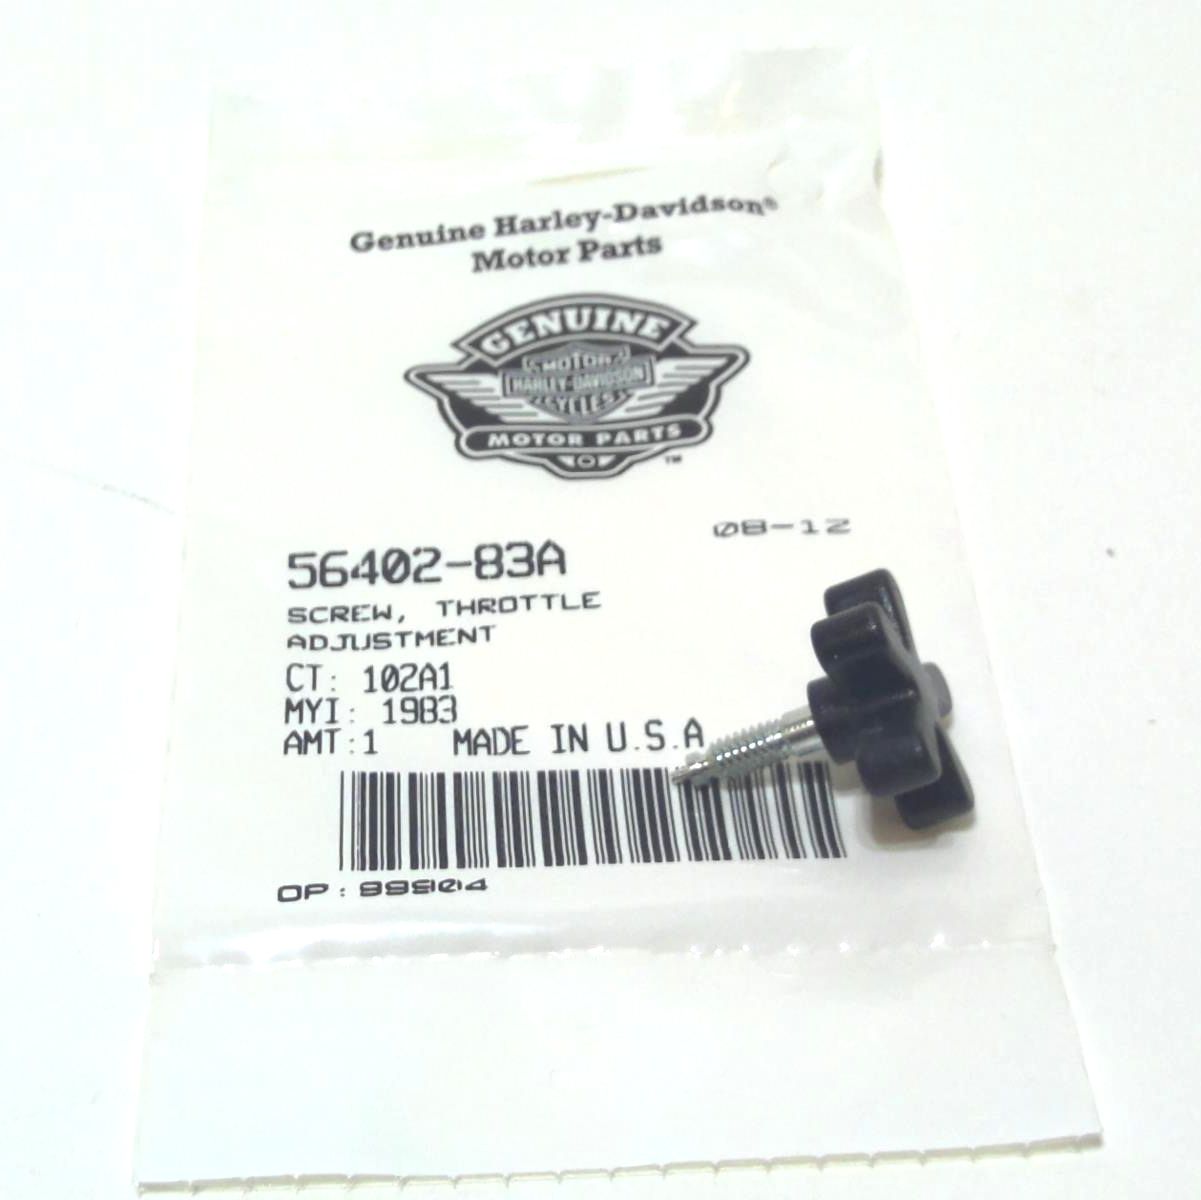 Genuine Harley-Davidson®
Motor Parts
GENUINE
MOTOR
HARLEY-DAVIDSON
CYCLES
MOTOR PARTS
™
08-12
56402-83A
SCREW, THROTTLE
ADJUSTMENT
CT: 102A1
MYI: 1983
AMT:1 MADE IN U.S.A
OP: 99904